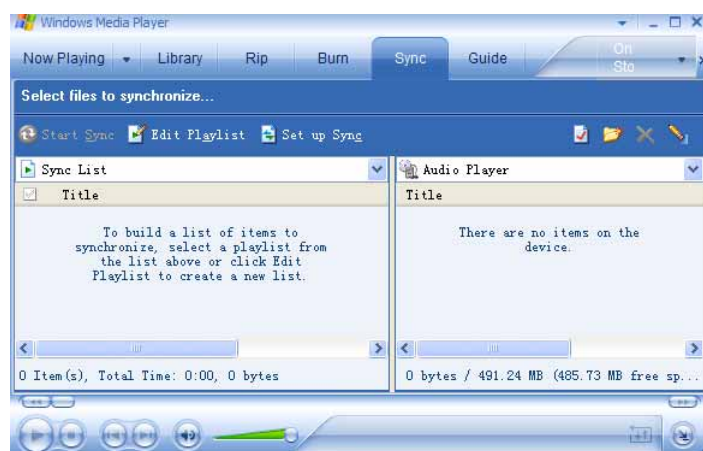 Windows Media Player
Now Playing Library Rip Burn Sync Guide On
Sto
Select files to synchronize...
Start Sync Edit Playlist Set up Sync
Sync List Audio Player
Title Title
To build a list of items to
synchronize, select a playlist from
the list above or click Edit
Playlist to create a new list.
There are no items on the
device.
0 Item(s), Total Time: 0:00, 0 bytes 0 bytes / 491.24 MB (485.73 MB free sp...